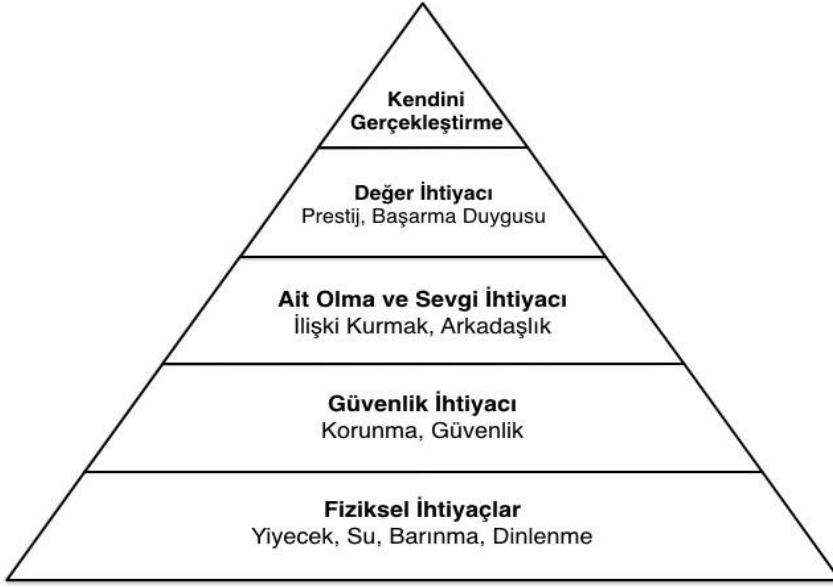 Kendini
Gerçekleştirme
Değer İhtiyacı
Prestij, Başarma Duygusu
Ait Olma ve Sevgi İhtiyacı
İlişki Kurmak, Arkadaşlık
Güvenlik İhtiyacı
Korunma, Güvenlik
Fiziksel İhtiyaçlar
Yiyecek, Su, Barınma, Dinlenme